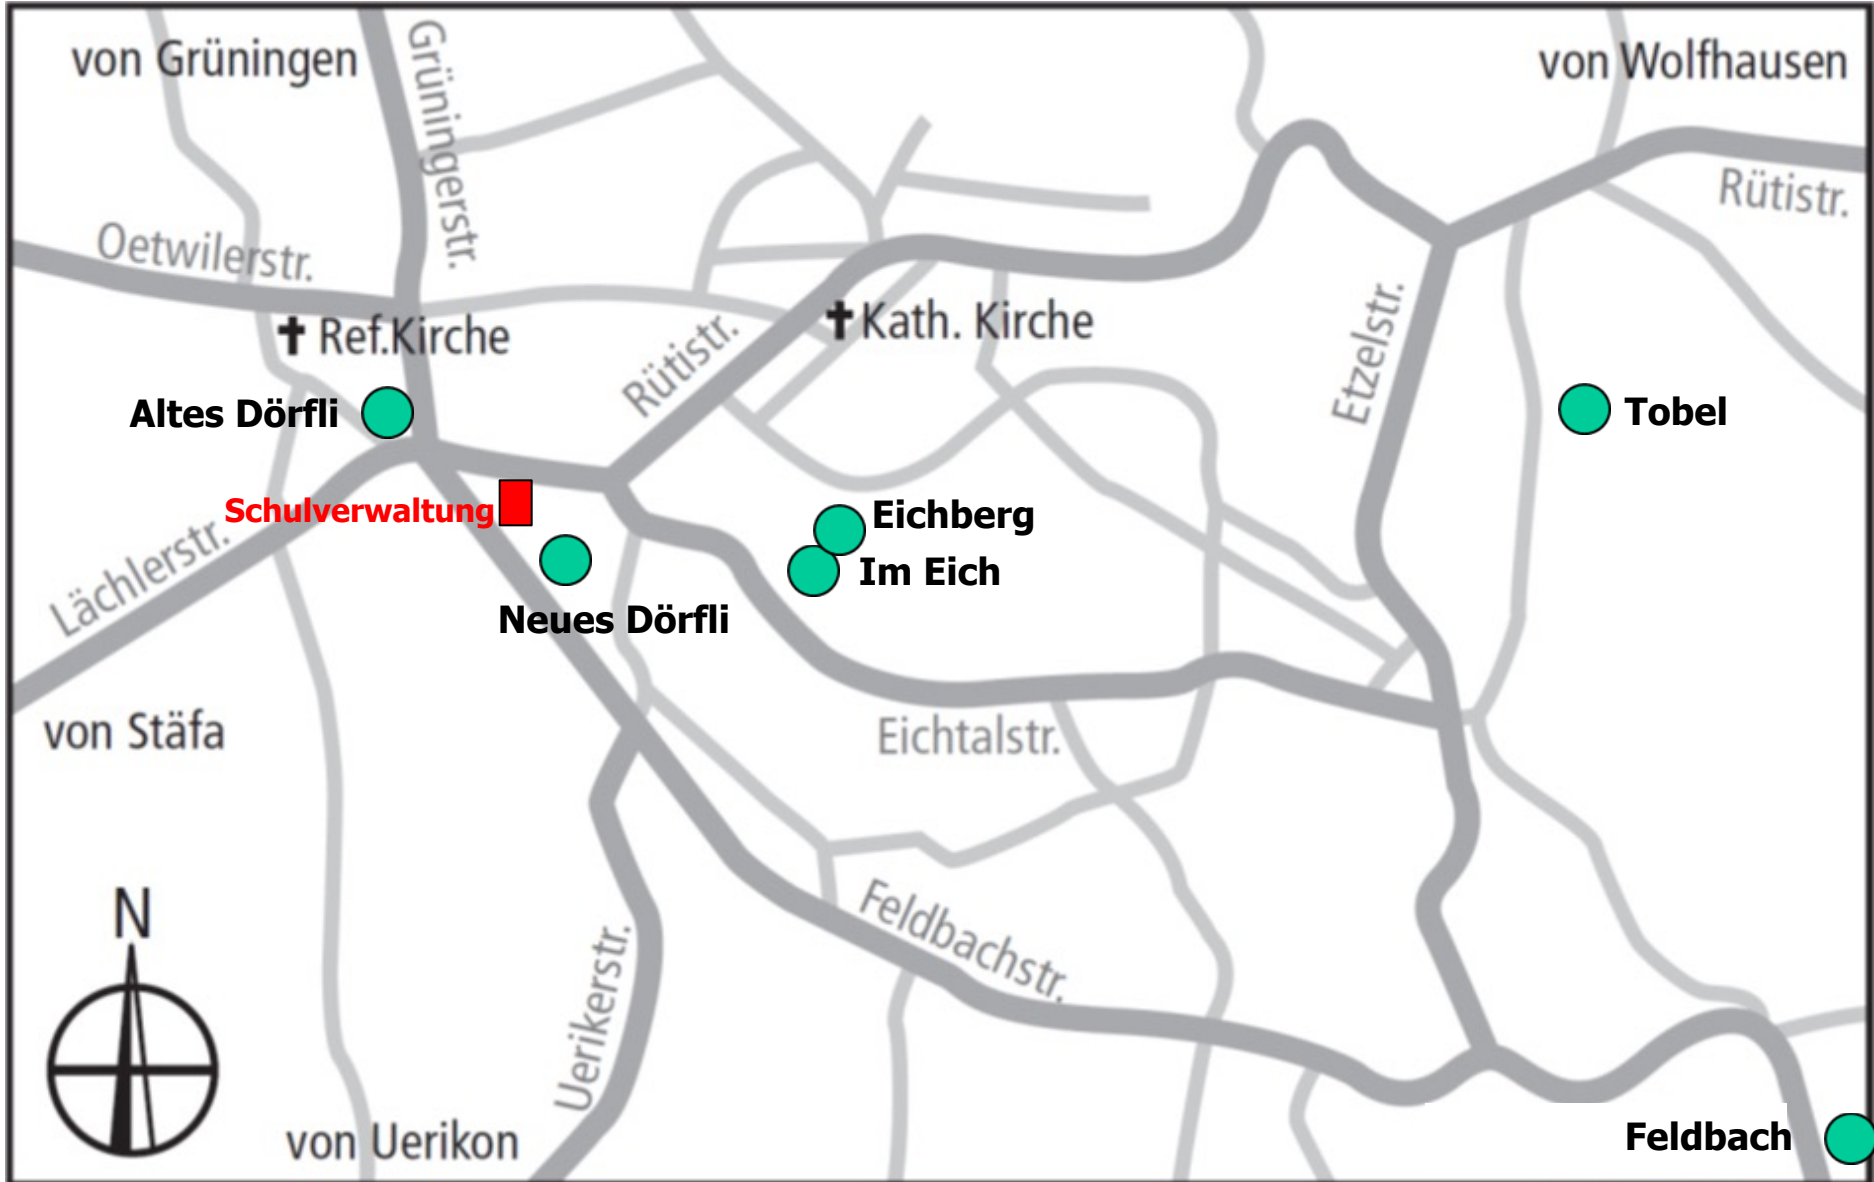 von Grüningen
Grüningerstr.
von Wolfhausen
Rütistr.
Oetwilerstr.
Ref.Kirche
Kath. Kirche
Rütistr.
Etzelstr.
Altes Dörfli
Tobel
Schulverwaltung
Eichberg
Im Eich
Lächlerstr.
Neues Dörfli
von Stäfa
Eichtalstr.
N
Feldbachstr.
Uerikerstr.
von Uerikon
Feldbach